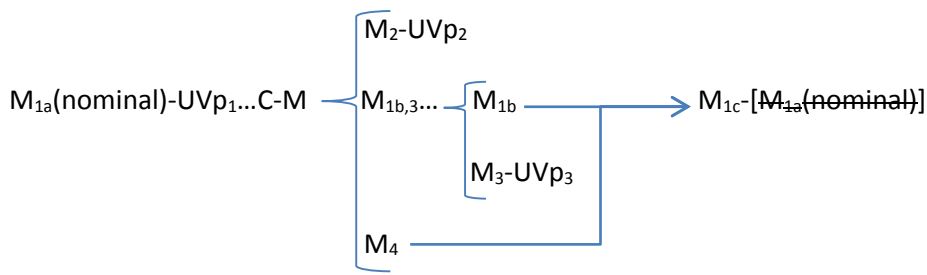 M₂-UVp₂
M₁ₐ(nominal)-UVp₁...C-M M₁b,₃... M₁b M₁c-[M₁ₐ(nominal)]
M₃-UVp₃
M₄